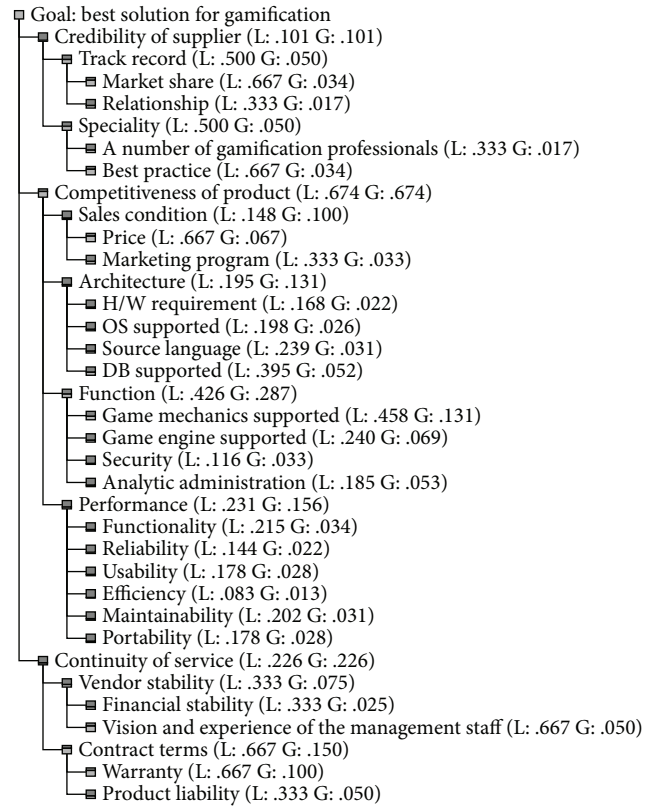 Goal: best solution for gamification
Credibility of supplier (L: .101 G: .101)
Track record (L: .500 G: .050)
Market share (L: .667 G: .034)
Relationship (L: .333 G: .017)
Speciality (L: .500 G: .050)
A number of gamification professionals (L: .333 G: .017)
Best practice (L: .667 G: .034)
Competitiveness of product (L: .674 G: .674)
Sales condition (L: .148 G: .100)
Price (L: .667 G: .067)
Marketing program (L: .333 G: .033)
Architecture (L: .195 G: .131)
H/W requirement (L: .168 G: .022)
OS supported (L: .198 G: .026)
Source language (L: .239 G: .031)
DB supported (L: .395 G: .052)
Function (L: .426 G: .287)
Game mechanics supported (L: .458 G: .131)
Game engine supported (L: .240 G: .069)
Security (L: .116 G: .033)
Analytic administration (L: .185 G: .053)
Performance (L: .231 G: .156)
Functionality (L: .215 G: .034)
Reliability (L: .144 G: .022)
Usability (L: .178 G: .028)
Efficiency (L: .083 G: .013)
Maintainability (L: .202 G: .031)
Portability (L: .178 G: .028)
Continuity of service (L: .226 G: .226)
Vendor stability (L: .333 G: .075)
Financial stability (L: .333 G: .025)
Vision and experience of the management staff (L: .667 G: .050)
Contract terms (L: .667 G: .150)
Warranty (L: .667 G: .100)
Product liability (L: .333 G: .050)